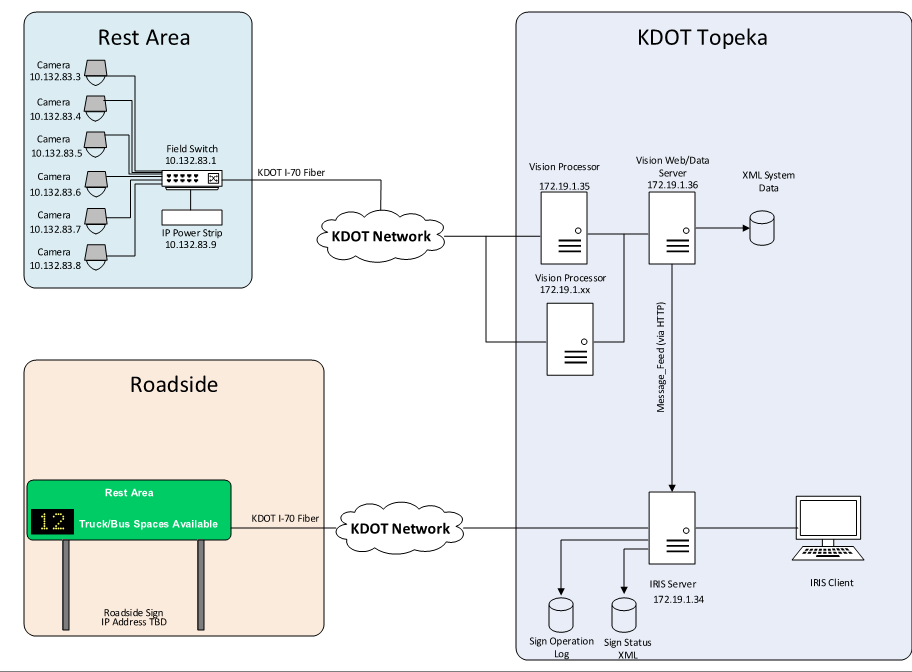 Rest Area
Camera
10.132.83.3
Camera
10.132.83.4
Camera
10.132.83.5
Camera
10.132.83.6
Camera
10.132.83.7
Camera
10.132.83.8
Field Switch
10.132.83.1
IP Power Strip
10.132.83.9
KDOT I-70 Fiber
KDOT Network
KDOT Topeka
Vision Processor
172.19.1.35
Vision Web/Data
Server
172.19.1.36
XML System
Data
Vision Processor
172.19.1.xx
Message_Feed (via HTTP)
Roadside
Rest Area
12 Truck/Bus Spaces Available
Roadside Sign
IP Address TBD
KDOT I-70 Fiber
KDOT Network
IRIS Server
172.19.1.34
IRIS Client
Sign Operation
Log
Sign Status
XML